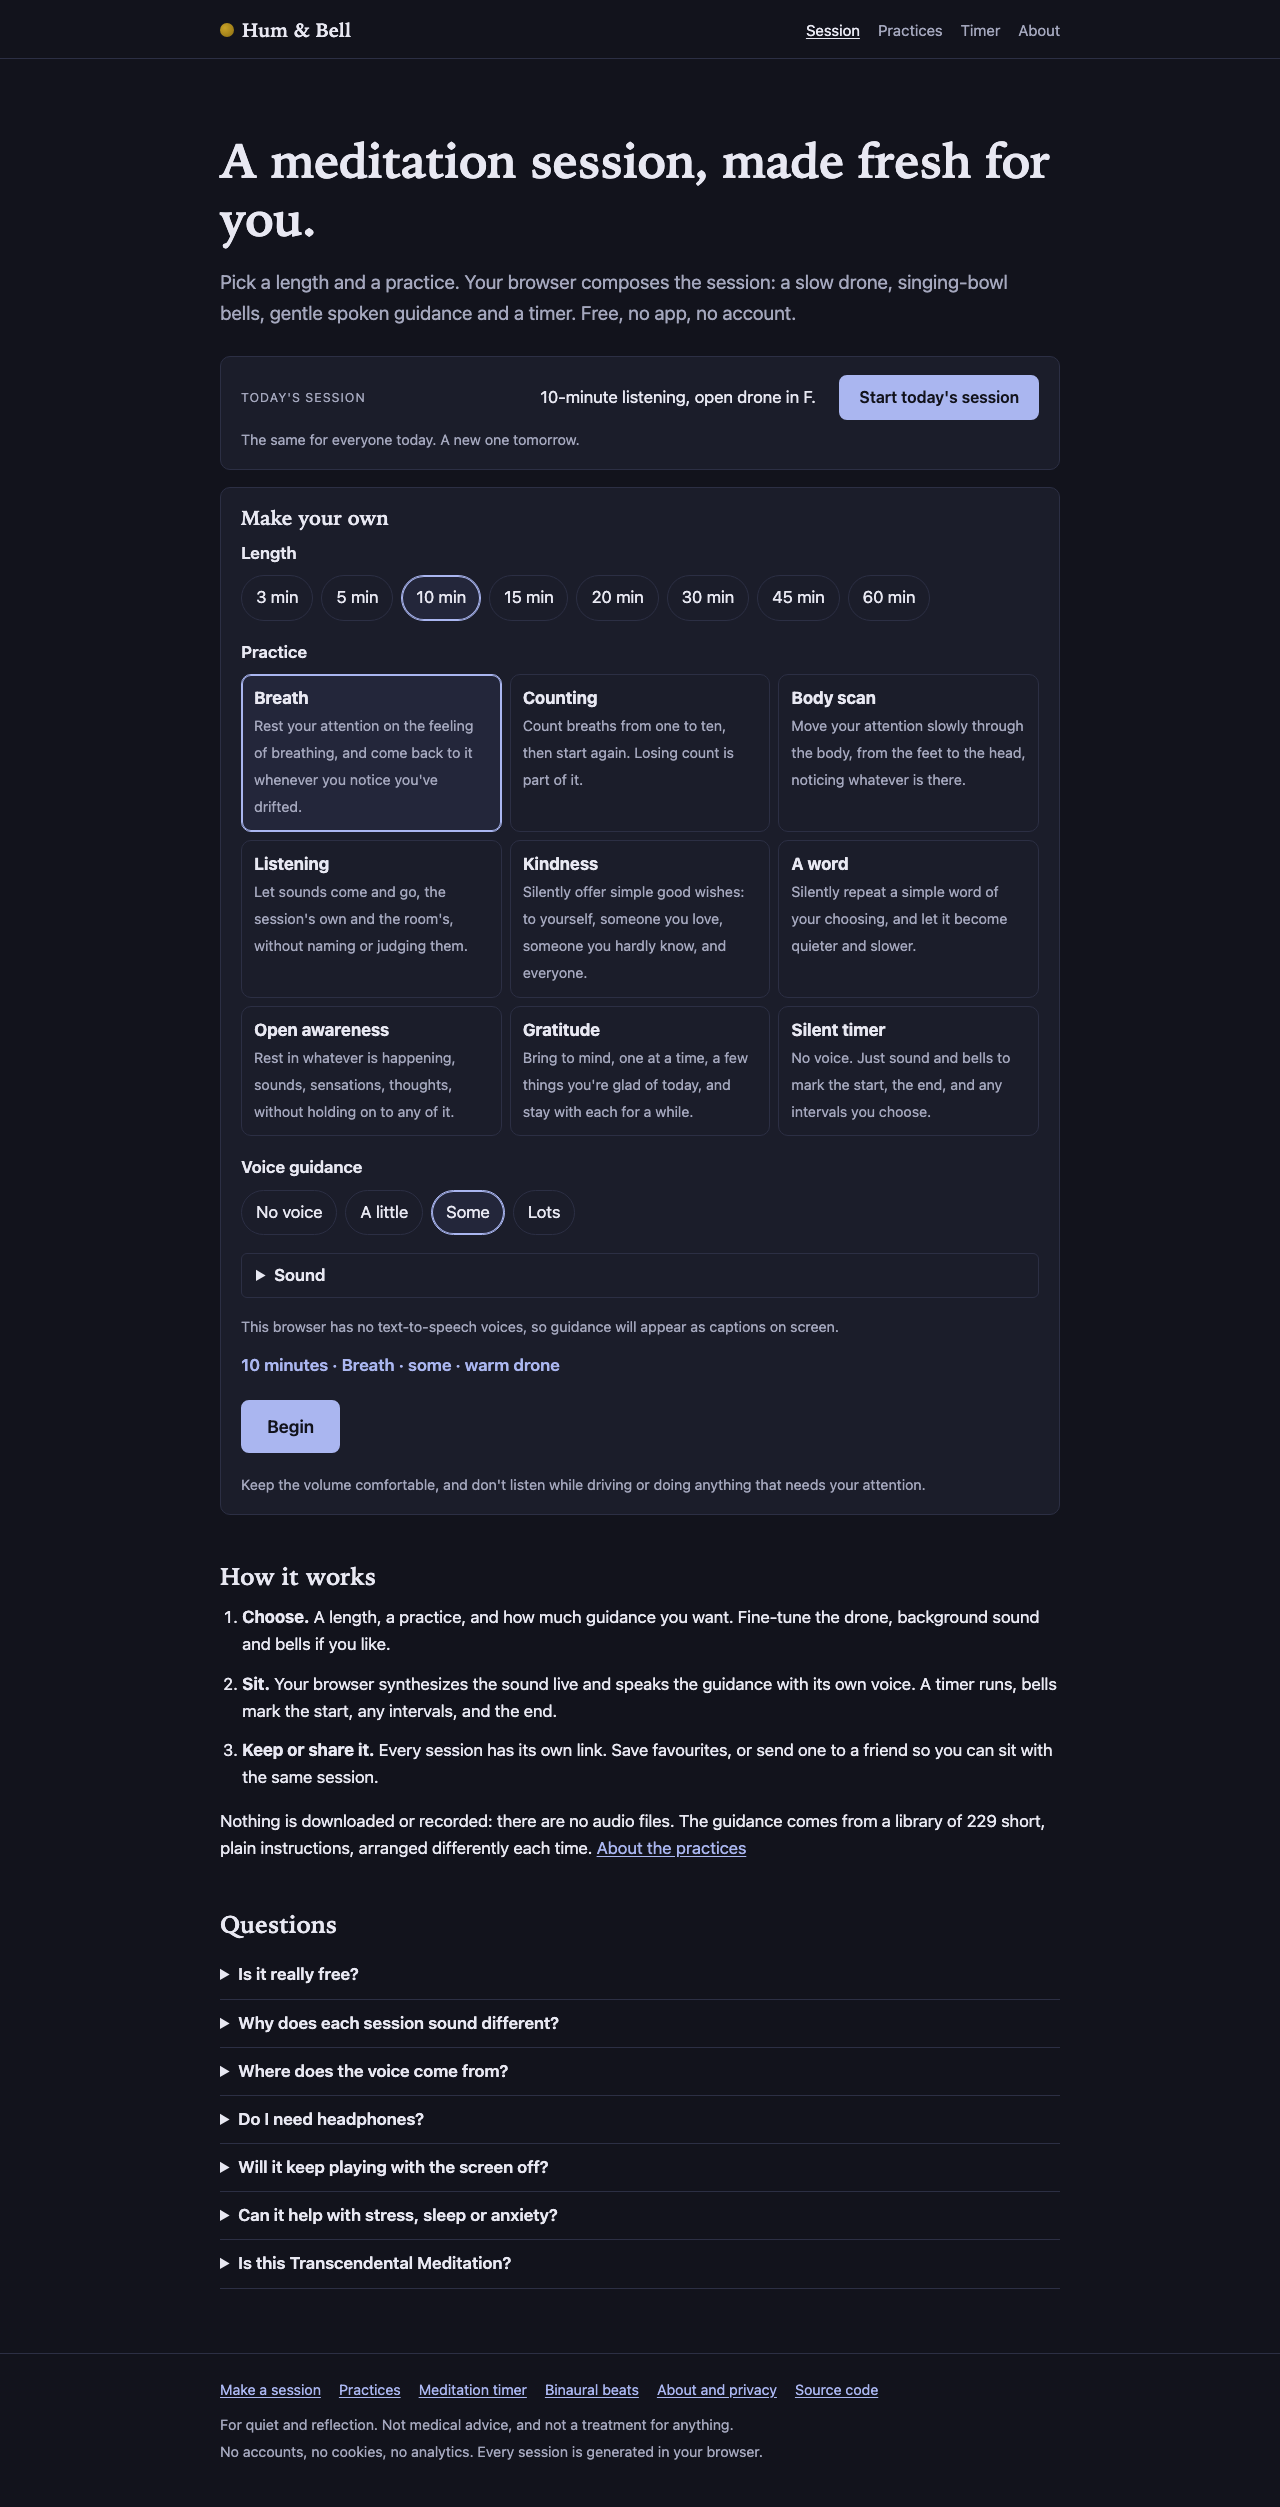 Hum & Bell
Session
Practices
Timer
About
A meditation session, made fresh for
you.
Pick a length and a practice. Your browser composes the session: a slow drone, singing-bowl
bells, gentle spoken guidance and a timer. Free, no app, no account.
TODAY'S SESSION
10-minute listening, open drone in F.
Start today's session
The same for everyone today. A new one tomorrow.
Make your own
Length
3 min
5 min
10 min
15 min
20 min
30 min
45 min
60 min
Practice
Breath
Rest your attention on the feeling
of breathing, and come back to it
whenever you notice you've
drifted.
Counting
Count breaths from one to ten,
then start again. Losing count is
part of it.
Body scan
Move your attention slowly through
the body, from the feet to the head,
noticing whatever is there.
Listening
Let sounds come and go, the
session's own and the room's,
without naming or judging them.
Kindness
Silently offer simple good wishes:
to yourself, someone you love,
someone you hardly know, and
everyone.
A word
Silently repeat a simple word of
your choosing, and let it become
quieter and slower.
Open awareness
Rest in whatever is happening,
sounds, sensations, thoughts,
without holding on to any of it.
Gratitude
Bring to mind, one at a time, a few
things you're glad of today, and
stay with each for a while.
Silent timer
No voice. Just sound and bells to
mark the start, the end, and any
intervals you choose.
Voice guidance
No voice
A little
Some
Lots
Sound
This browser has no text-to-speech voices, so guidance will appear as captions on screen.
10 minutes · Breath · some · warm drone
Begin
Keep the volume comfortable, and don't listen while driving or doing anything that needs your attention.
How it works
1. Choose. A length, a practice, and how much guidance you want. Fine-tune the drone, background sound
and bells if you like.
2. Sit. Your browser synthesizes the sound live and speaks the guidance with its own voice. A timer runs, bells
mark the start, any intervals, and the end.
3. Keep or share it. Every session has its own link. Save favourites, or send one to a friend so you can sit with
the same session.
Nothing is downloaded or recorded: there are no audio files. The guidance comes from a library of 229 short,
plain instructions, arranged differently each time. About the practices
Questions
Is it really free?
Why does each session sound different?
Where does the voice come from?
Do I need headphones?
Will it keep playing with the screen off?
Can it help with stress, sleep or anxiety?
Is this Transcendental Meditation?
Make a session
Practices
Meditation timer
Binaural beats
About and privacy
Source code
For quiet and reflection. Not medical advice, and not a treatment for anything.
No accounts, no cookies, no analytics. Every session is generated in your browser.